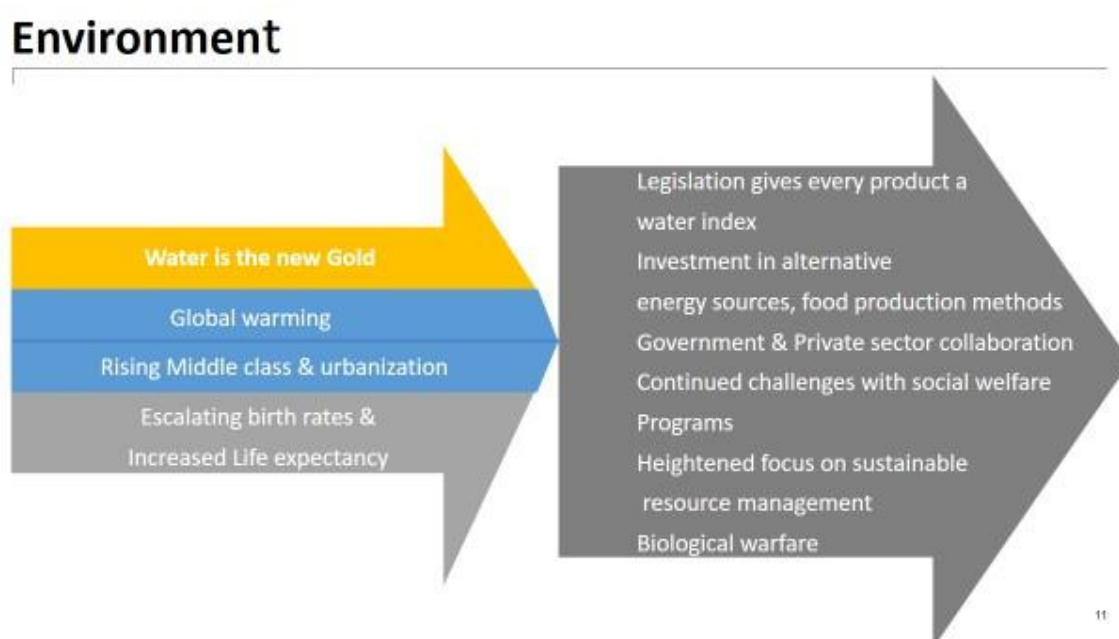 Environment
Water is the new Gold
Global warming
Rising Middle class & urbanization
Escalating birth rates &
Increased Life expectancy
Legislation gives every product a
water index
Investment in alternative
energy sources, food production methods
Government & Private sector collaboration
Continued challenges with social welfare
Programs
Heightened focus on sustainable
resource management
Biological warfare
11